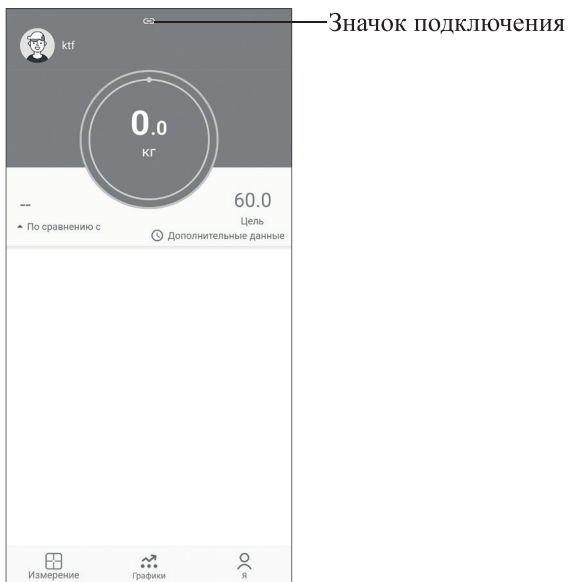 Значок подключения
ktf
0.0
кг
--
60.0
Цель
По сравнению с
Дополнительные данные
Измерение
Графики
Я